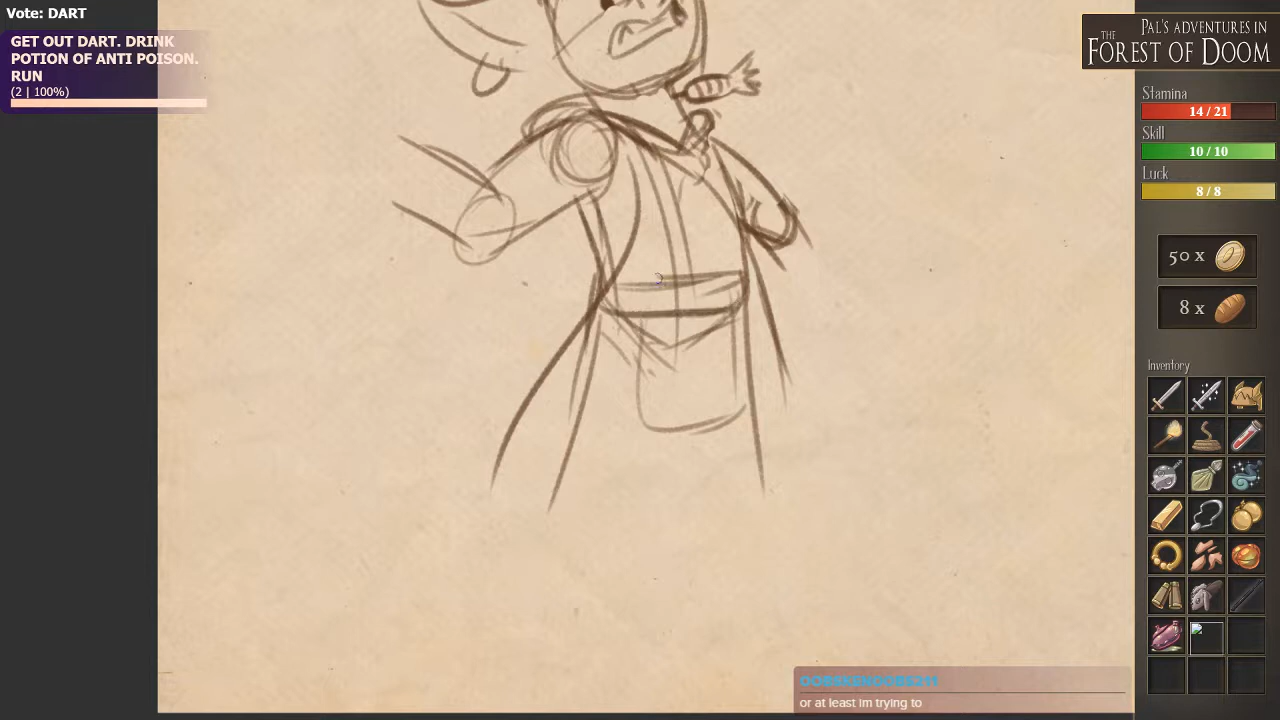 Vote: DART
GET OUT DART. DRINK
POTION OF ANTI POISON.
RUN
(2 | 100%)
PAL'S ADVENTURES IN
THE FOREST OF DOOM
Stamina
14 / 21
Skill
10 / 10
Luck
8 / 8
50 x
8 x
Inventory
OOBSKENOOBS211
or at least im trying to